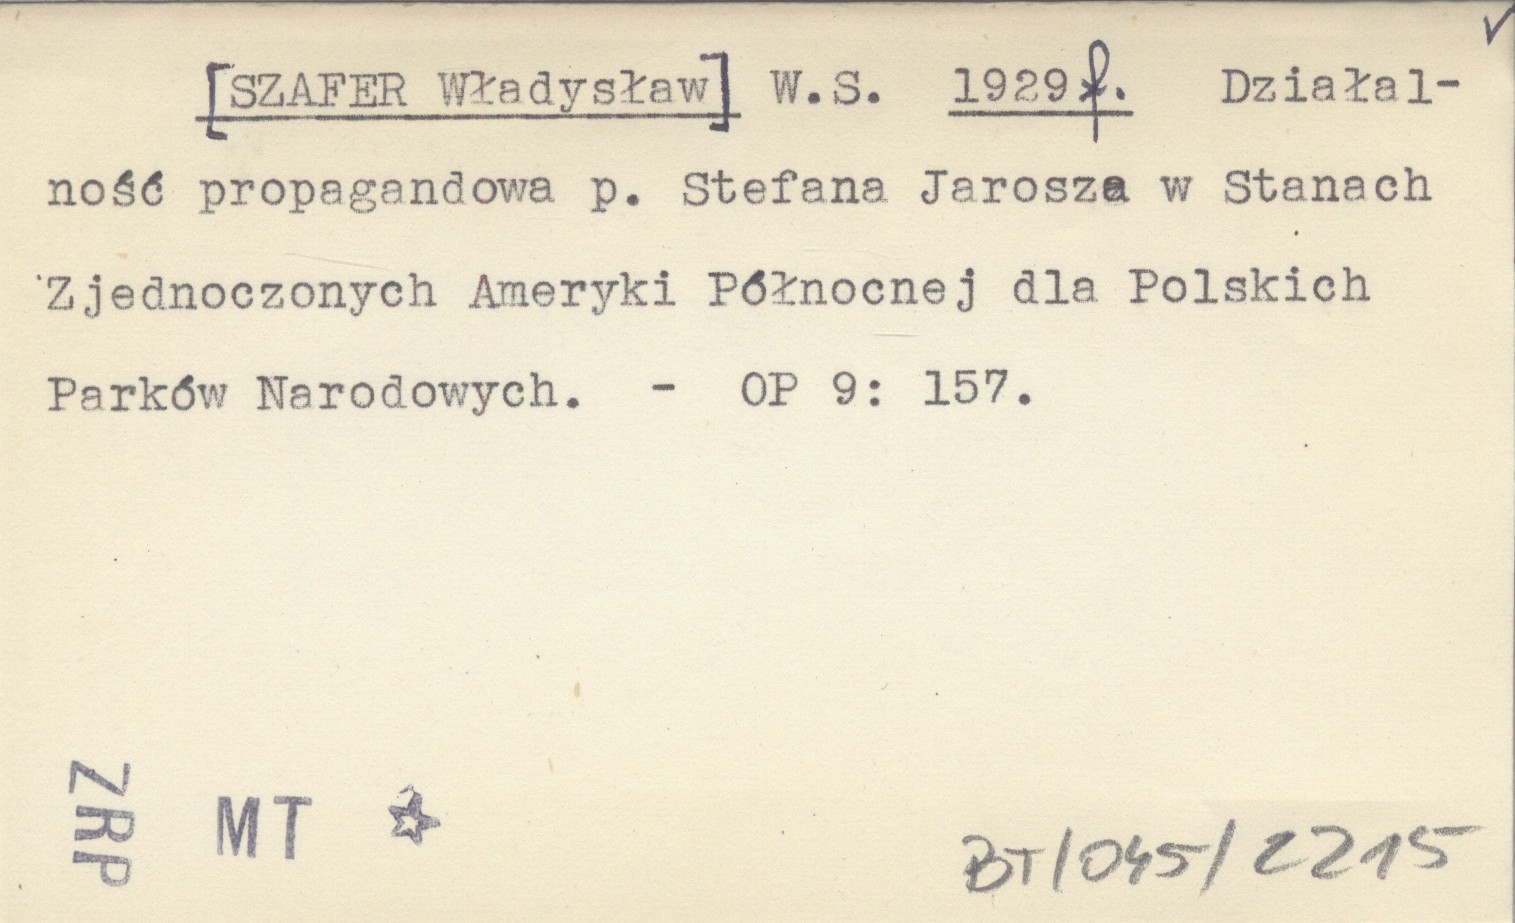 [SZAFER Władysław] W.S. 1929f. Działal-
ność propagandowa p. Stefana Jarosza w Stanach
Zjednoczonych Ameryki Północnej dla Polskich
Parków Narodowych. - OP 9: 157.
ZRP MT
BT/045/2215